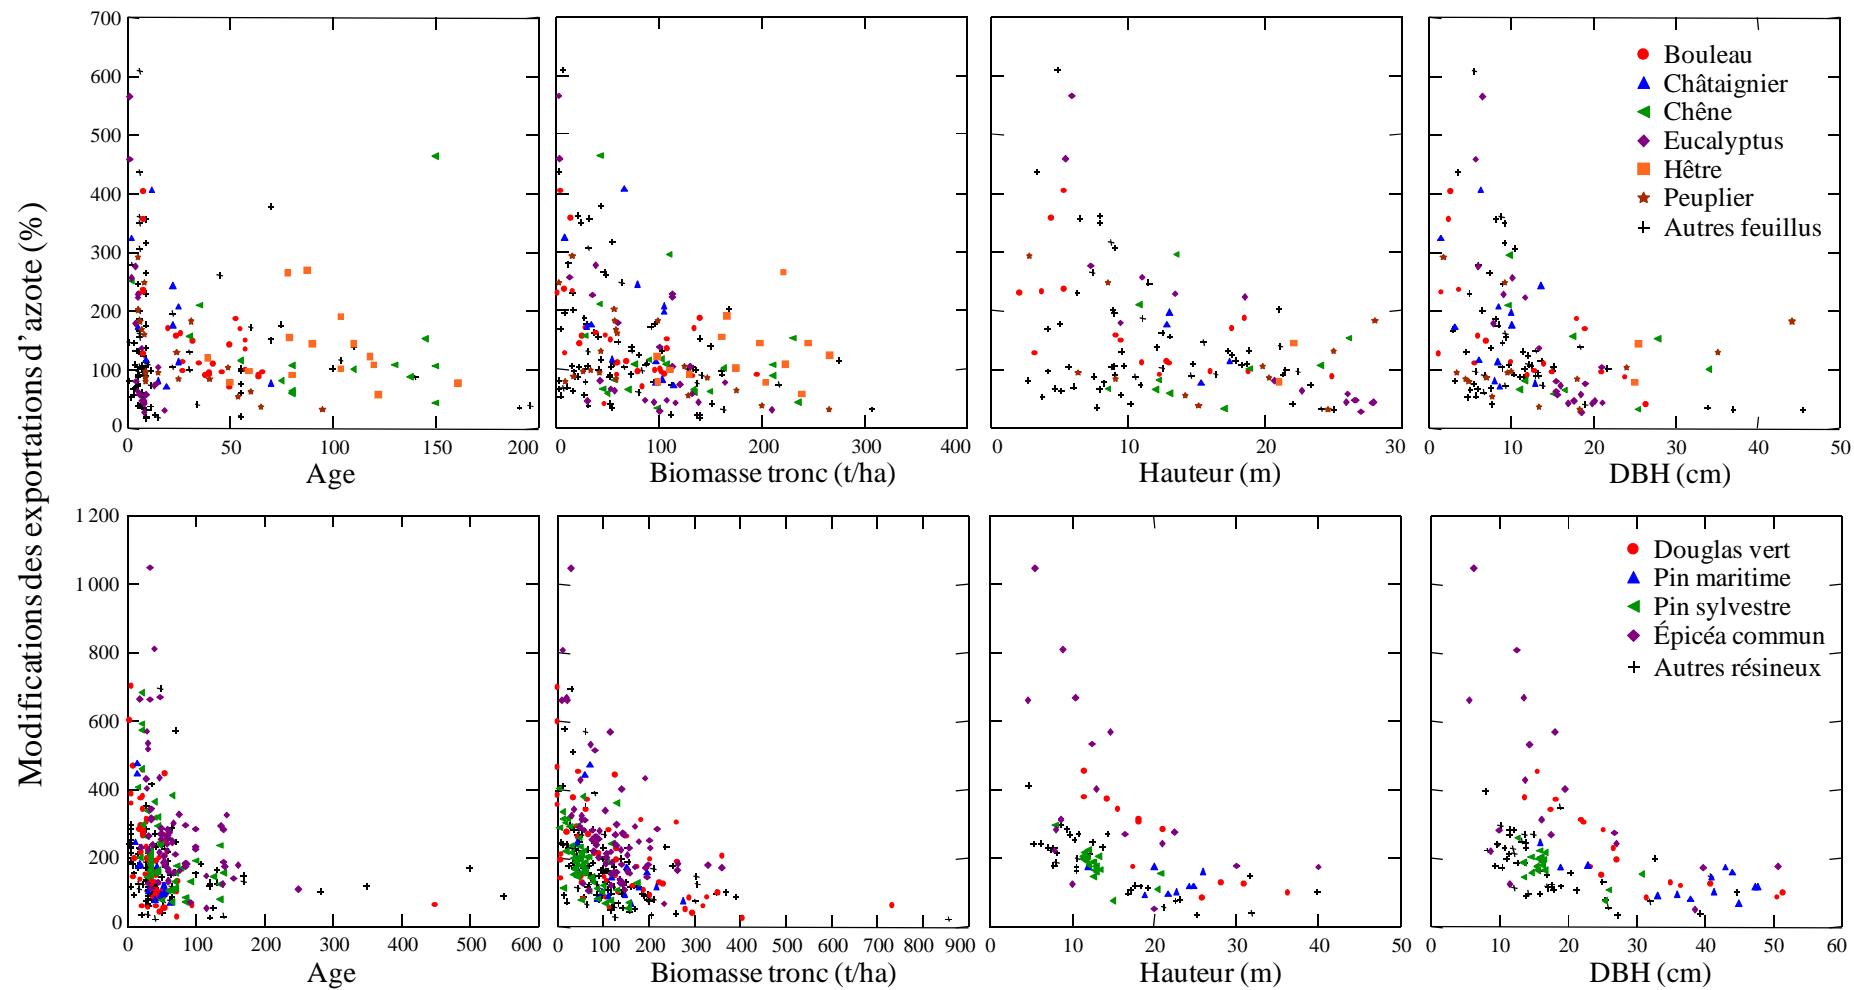 Modifications des exportations d'azote (%)
700
600
500
400
300
200
100
0
0 50 100 150 200
Age
0 100 200 300 400
Biomasse tronc (t/ha)
0 10 20 30
Hauteur (m)
0 10 20 30 40 50
DBH (cm)
Bouleau
Châtaignier
Chêne
Eucalyptus
Hêtre
Peuplier
Autres feuillus
1 200
1 000
800
600
400
200
0
0 100 200 300 400 500 600
Age
0 100 200 300 400 500 600 700 800 900
Biomasse tronc (t/ha)
0 10 20 30 40 50
Hauteur (m)
0 10 20 30 40 50 60
DBH (cm)
Douglas vert
Pin maritime
Pin sylvestre
Épicéa commun
Autres résineux